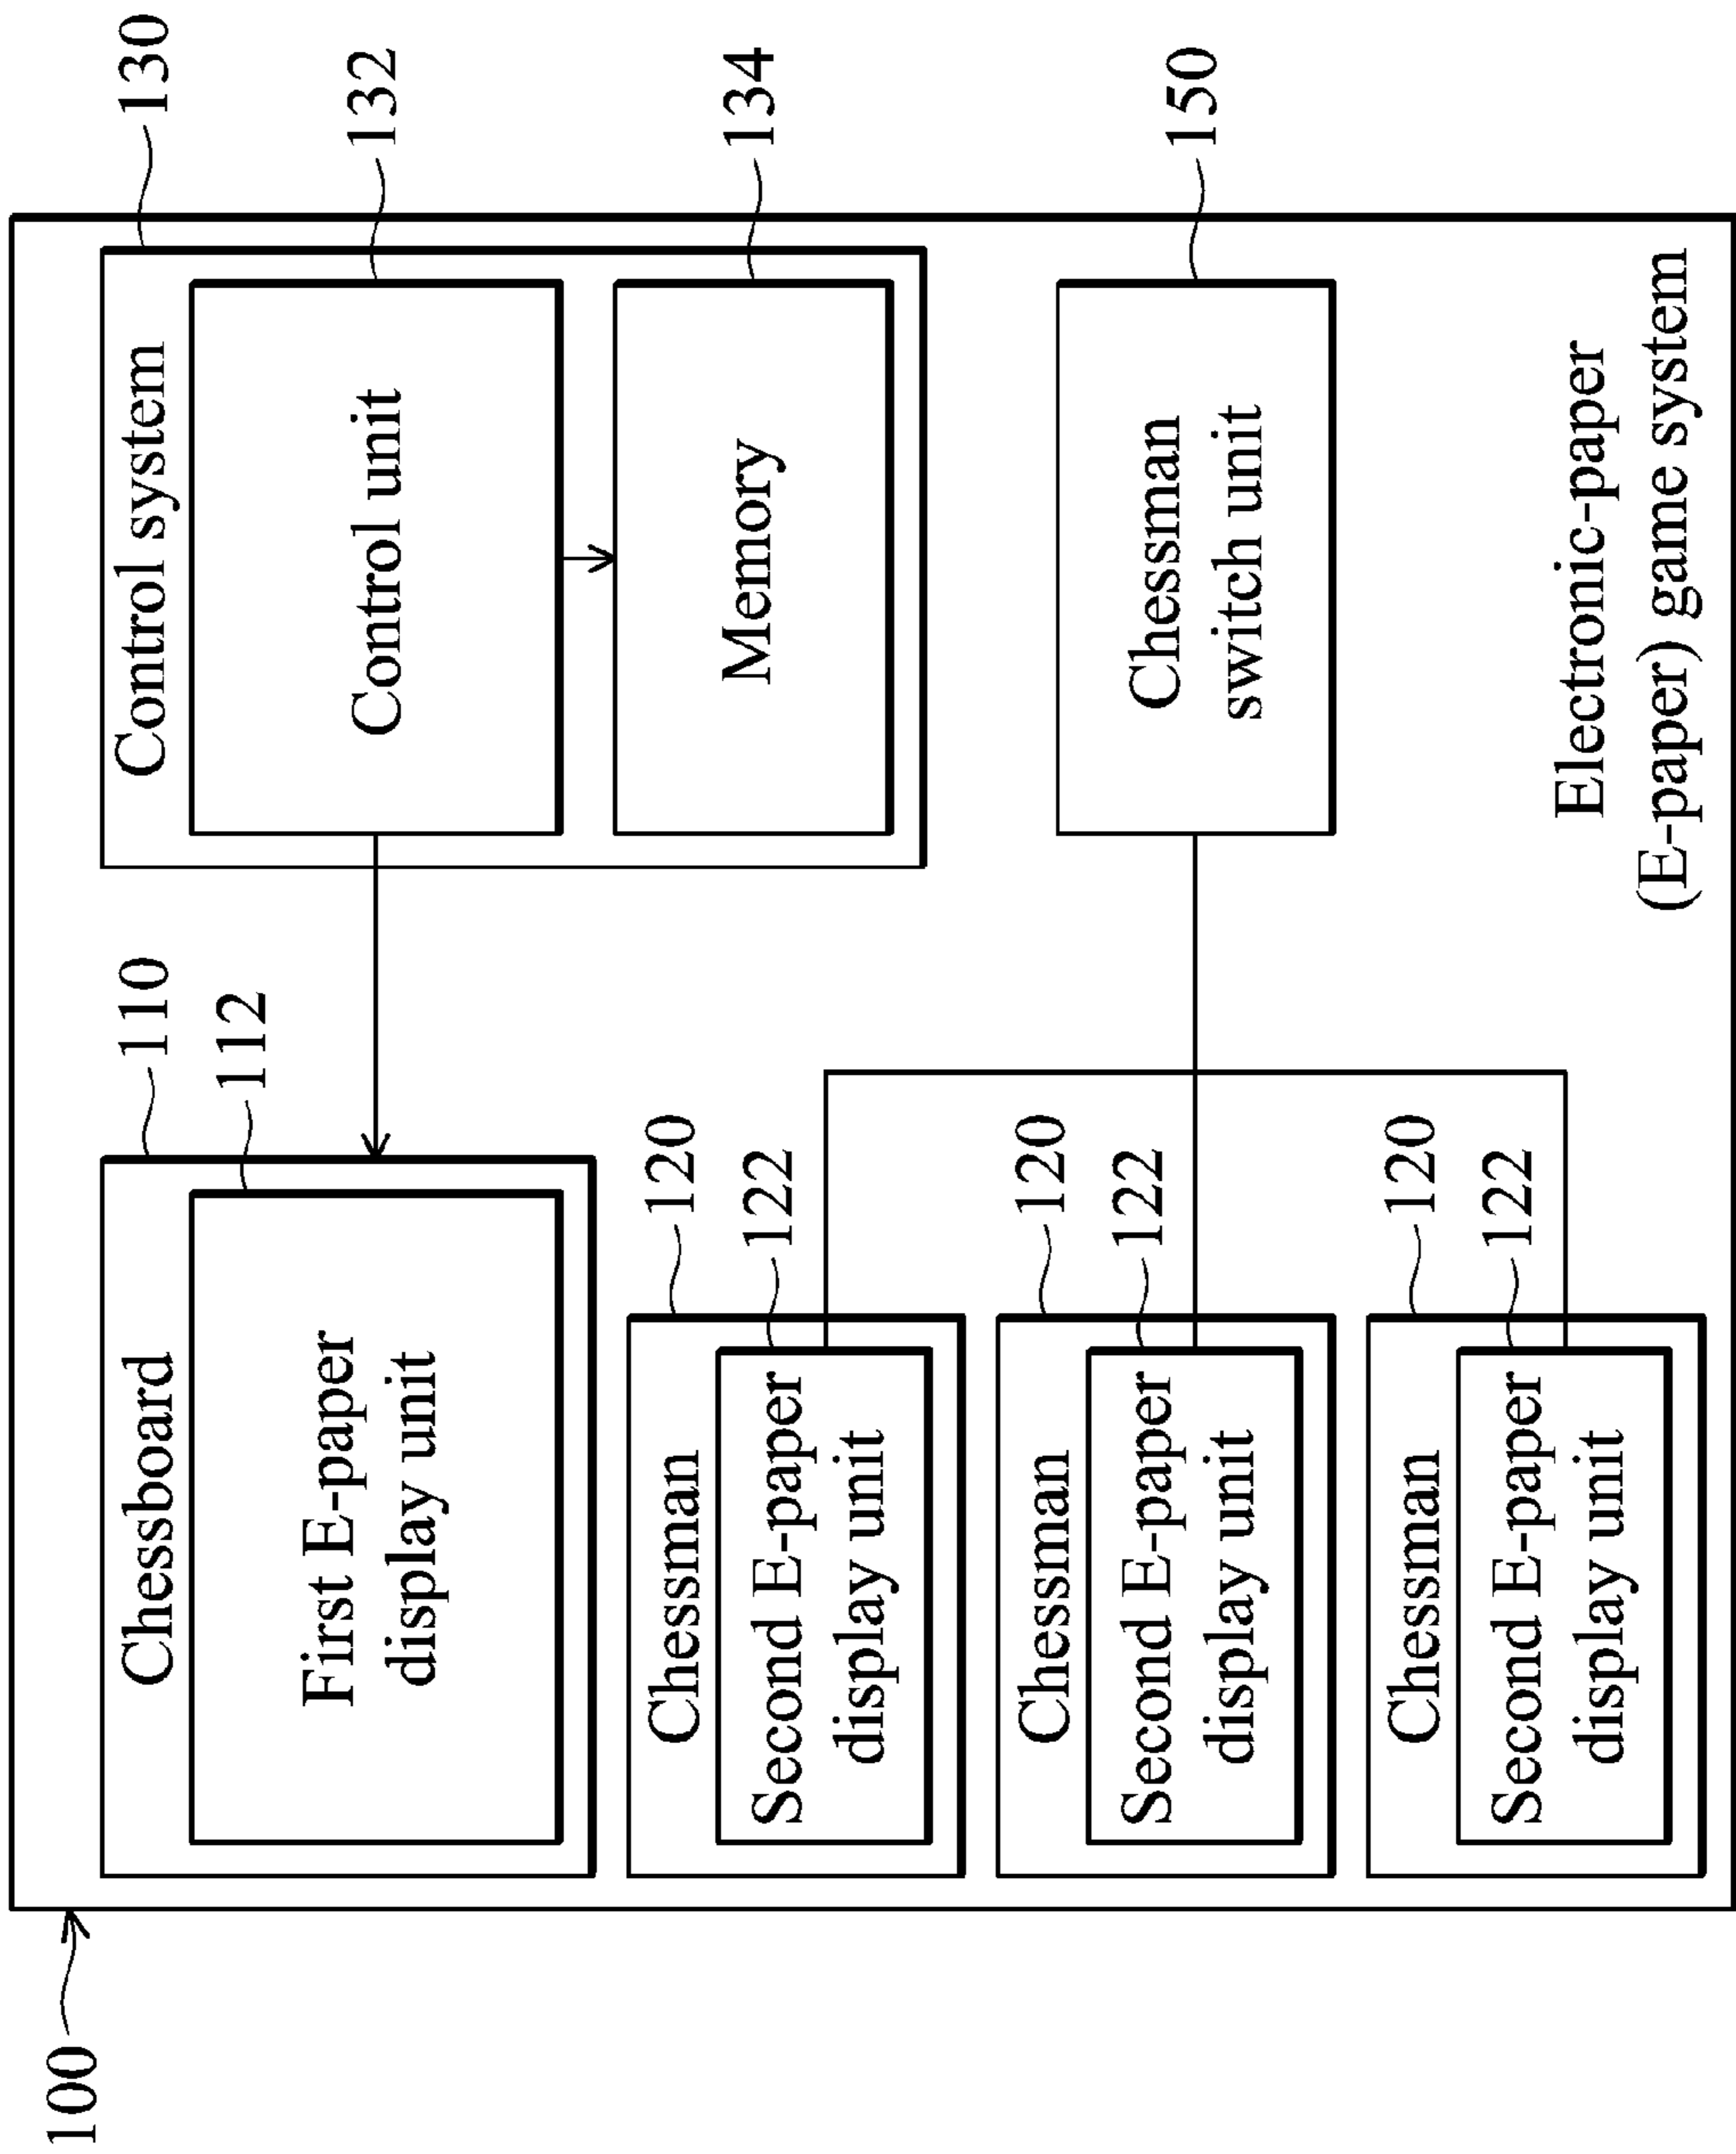 100
Chessboard
110
First E-paper
display unit
112
Control system
130
Control unit
132
Memory
134
Chessman
120
Second E-paper
display unit
122
Chessman
120
Second E-paper
display unit
122
Chessman
120
Second E-paper
display unit
122
Chessman
switch unit
150
Electronic-paper
(E-paper) game system